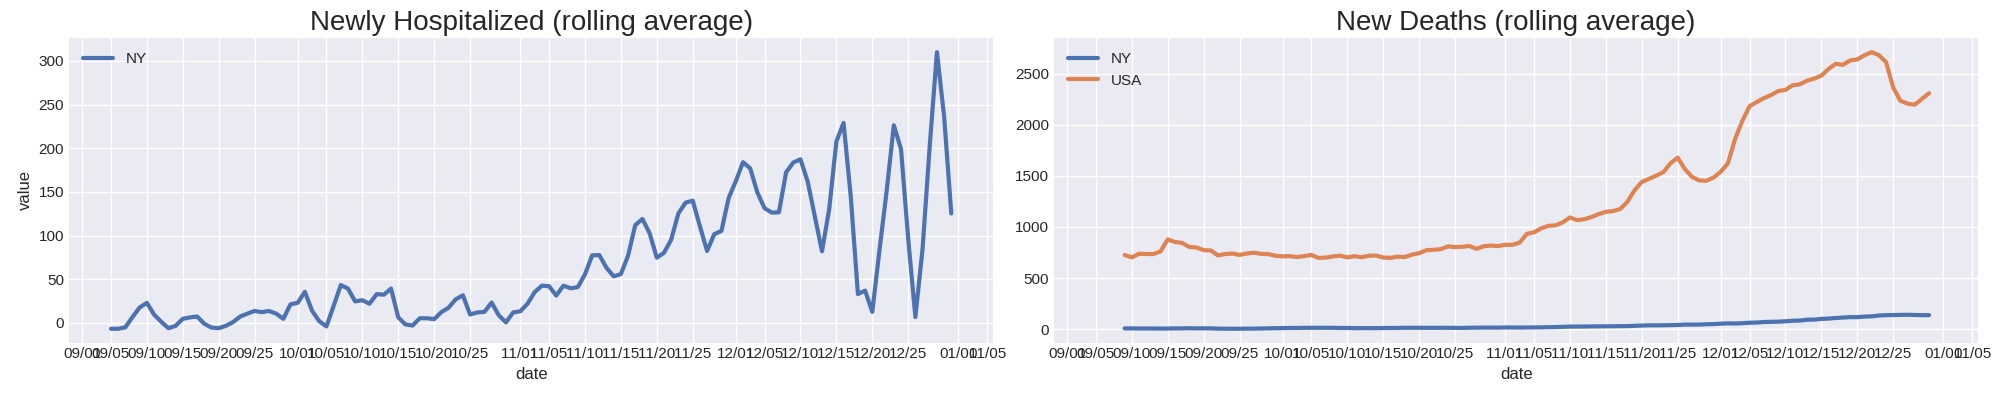 Newly Hospitalized (rolling average)
NY
300
250
200
150
100
50
0
value
09/01 09/05 09/10 09/15 09/20 09/25 10/01 10/05 10/10 10/15 10/20 10/25 11/01 11/05 11/10 11/15 11/20 11/25 12/01 12/05 12/10 12/15 12/20 12/25 01/01 01/05
date
New Deaths (rolling average)
NY
USA
2500
2000
1500
1000
500
0
09/01 09/05 09/10 09/15 09/20 09/25 10/01 10/05 10/10 10/15 10/20 10/25 11/01 11/05 11/10 11/15 11/20 11/25 12/01 12/05 12/10 12/15 12/20 12/25 01/01 01/05
date